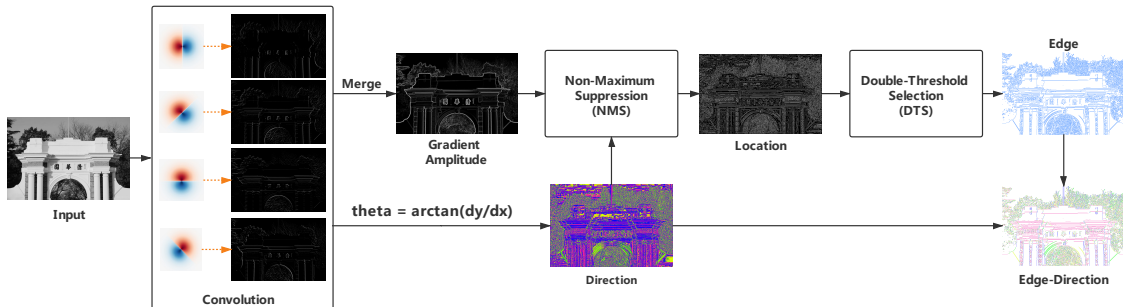 Input
Convolution
Merge
theta = arctan(dy/dx)
Gradient
Amplitude
Non-Maximum
Suppression
(NMS)
Direction
Location
Double-Threshold
Selection
(DTS)
Edge
Edge-Direction